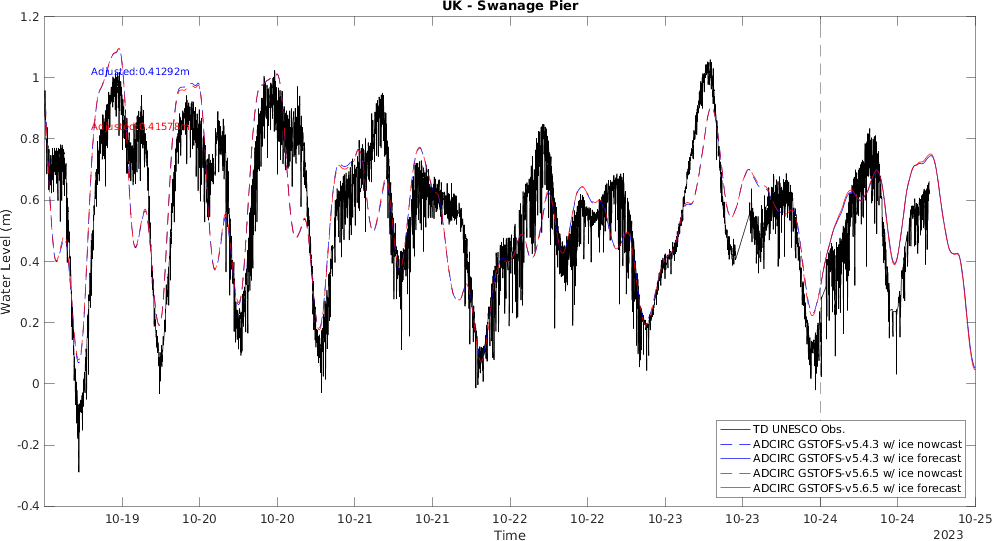 UK - Swanage Pier
1.2
1
0.8
0.6
0.4
0.2
0
-0.2
-0.4
Water Level (m)
Adjusted:0.41292m
Adjusted:0.41578m
TD UNESCO Obs.
ADCIRC GSTOFS-v5.4.3 w/ ice nowcast
ADCIRC GSTOFS-v5.4.3 w/ ice forecast
ADCIRC GSTOFS-v5.6.5 w/ ice nowcast
ADCIRC GSTOFS-v5.6.5 w/ ice forecast
10-19 10-20 10-20 10-21 10-21 10-22 10-22 10-23 10-23 10-24 10-24 10-25
Time
2023